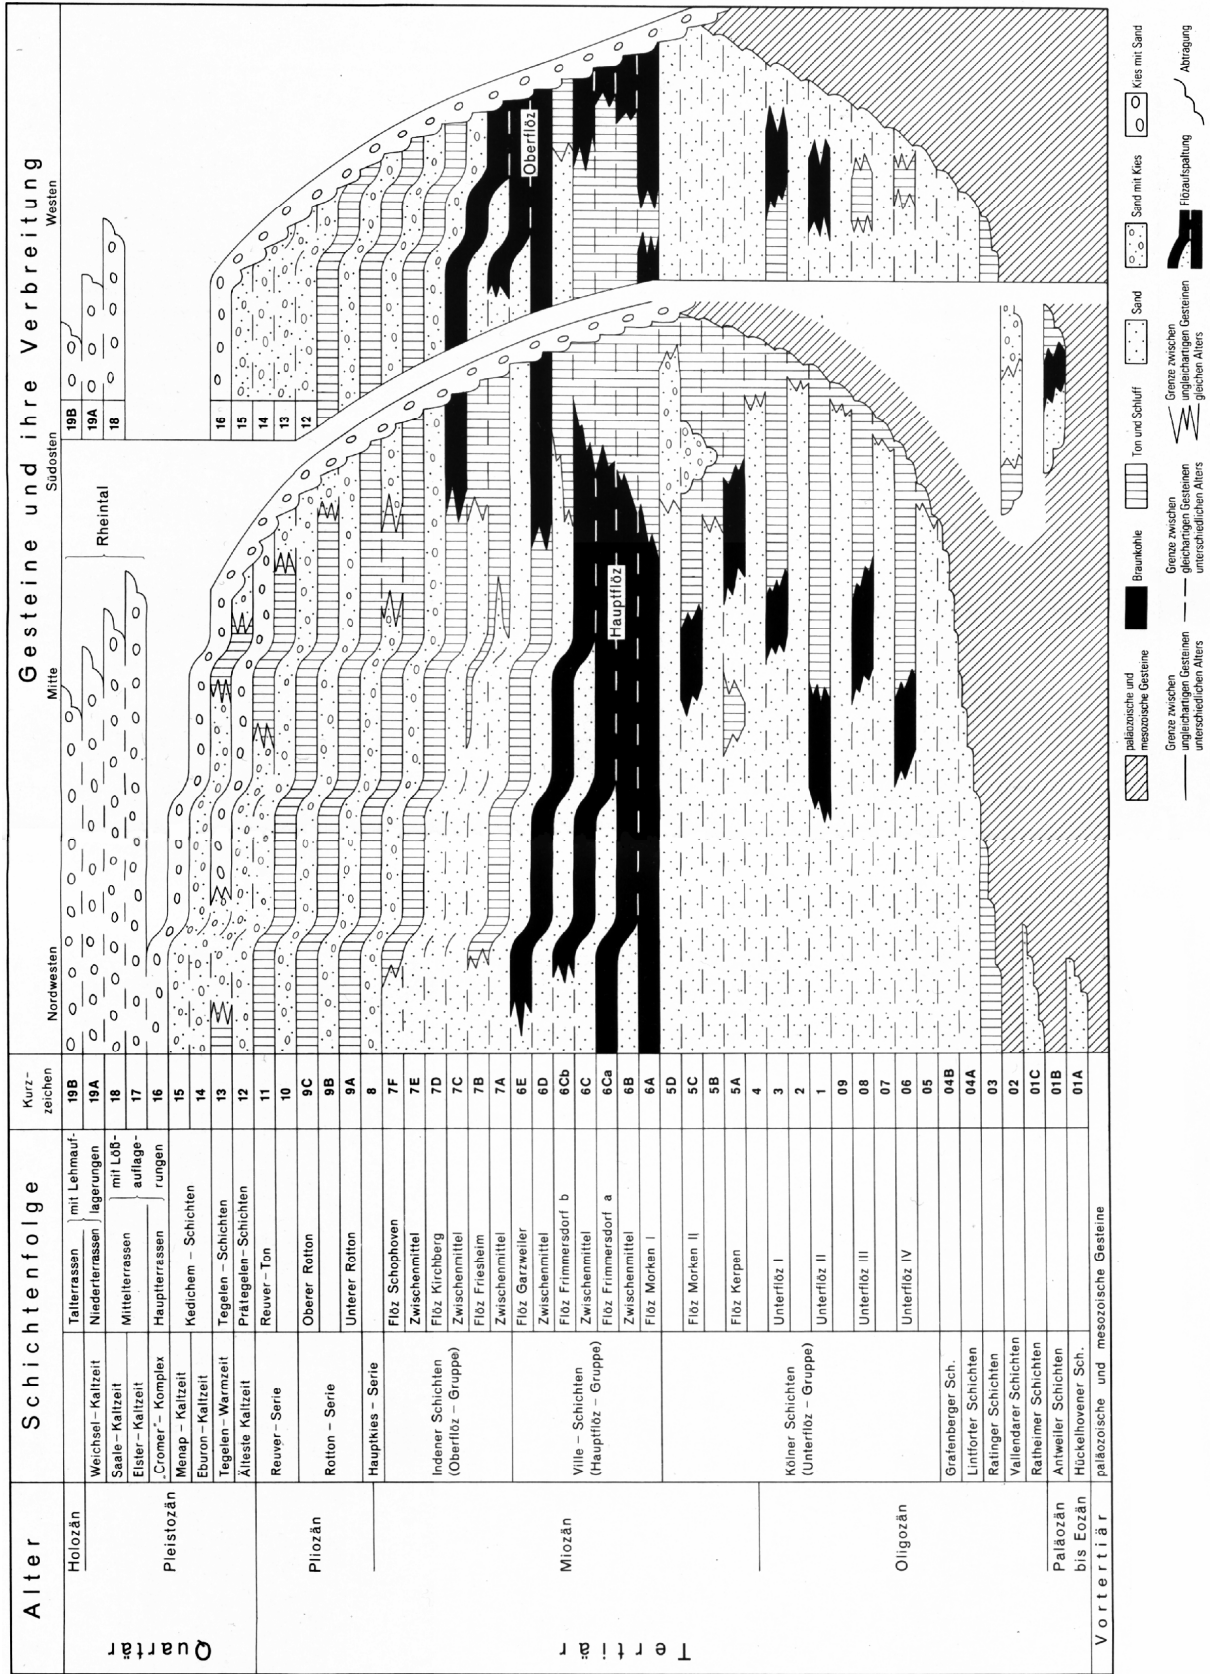 Alter
Schichtenfolge
Kurz-
zeichen
Gesteine und ihre Verbreitung
Nordwesten
Mitte
Südosten
Westen
Quartär
Tertiär
Vortertiär
Holozän
Pleistozän
Pliozän
Miozän
Oligozän
Paläozän
bis Eozän
Weichsel-Kaltzeit
Saale-Kaltzeit
Elster-Kaltzeit
„Cromer"-Komplex
Menap-Kaltzeit
Eburon-Kaltzeit
Tegelen-Warmzeit
Älteste Kaltzeit
Reuver-Serie
Rotton-Serie
Hauptkies-Serie
Indener Schichten
(Oberflöz-Gruppe)
Ville-Schichten
(Hauptflöz-Gruppe)
Kölner Schichten
(Unterflöz-Gruppe)
Grafenberger Sch.
Lintforter Schichten
Ratinger Schichten
Vallendarer Schichten
Ratheimer Schichten
Antweiler Schichten
Hückelhovener Sch.
paläozoische und mesozoische Gesteine
Talterrassen
mit Lehmauf-
Niederterrassen
lagerungen
Mittelterrassen
mit Löß-
auflage-
Hauptterrassen
rungen
Kedichem-Schichten
Tegelen-Schichten
Prätegelen-Schichten
Reuver-Ton
Oberer Rotton
Unterer Rotton
Flöz Schophoven
Zwischenmittel
Flöz Kirchberg
Zwischenmittel
Flöz Friesheim
Zwischenmittel
Flöz Garzweiler
Zwischenmittel
Flöz Frimmersdorf b
Zwischenmittel
Flöz Frimmersdorf a
Zwischenmittel
Flöz Morken I
Flöz Morken II
Flöz Kerpen
Unterflöz I
Unterflöz II
Unterflöz III
Unterflöz IV
19B
19A
18
17
16
15
14
13
12
11
10
9C
9B
9A
8
7F
7E
7D
7C
7B
7A
6E
6D
6Cb
6C
6Ca
6B
6A
5D
5C
5B
5A
4
3
2
1
09
08
07
06
05
04B
04A
03
02
01C
01B
01A
Rheintal
Hauptflöz
Oberflöz
19B
19A
18
16
15
14
13
12
paläozoische und
mesozoische Gesteine
Braunkohle
Ton und Schluff
Sand
Sand mit Kies
Kies mit Sand
Grenze zwischen
ungleichartigen Gesteinen
unterschiedlichen Alters
Grenze zwischen
gleichartigen Gesteinen
unterschiedlichen Alters
Grenze zwischen
ungleichartigen Gesteinen
gleichen Alters
Flözaufspaltung
Abtragung